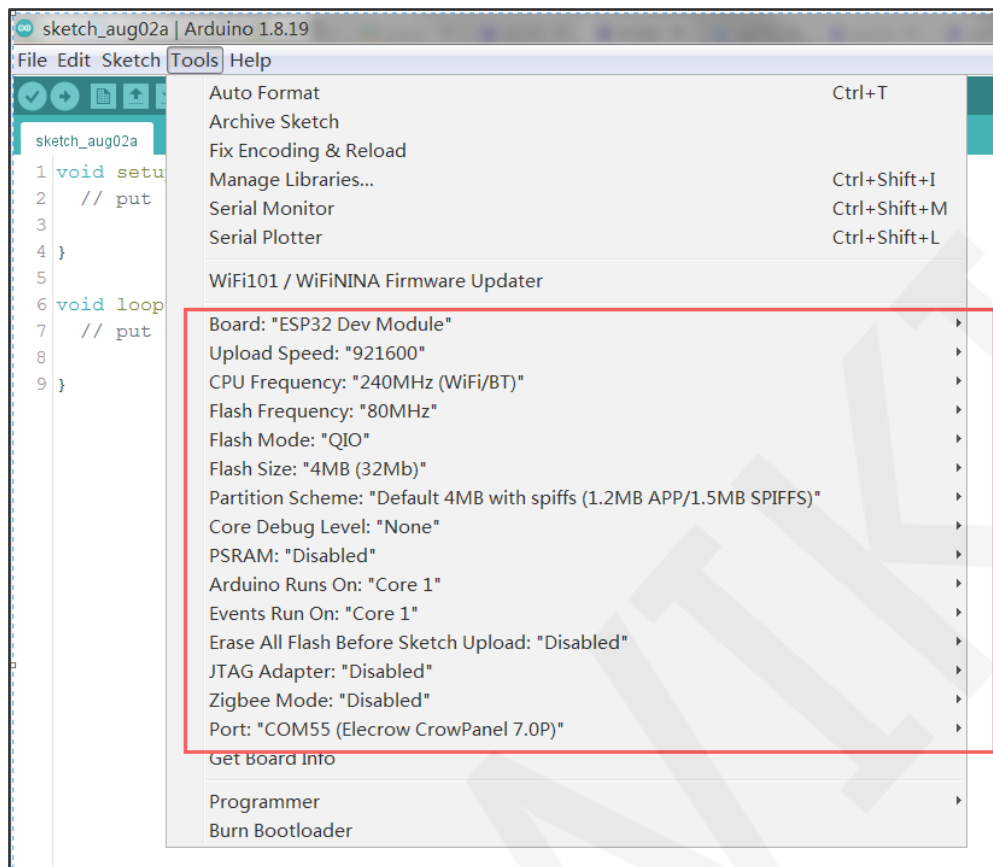 sketch_aug02a | Arduino 1.8.19
File Edit Sketch Tools Help
sketch_aug02a
1 void setu
2 // put
3
4 }
5
6 void loop
7 // put
8
9 }
Auto Format Ctrl+T
Archive Sketch
Fix Encoding & Reload
Manage Libraries... Ctrl+Shift+I
Serial Monitor Ctrl+Shift+M
Serial Plotter Ctrl+Shift+L
WiFi101 / WiFiNINA Firmware Updater
Board: "ESP32 Dev Module"
Upload Speed: "921600"
CPU Frequency: "240MHz (WiFi/BT)"
Flash Frequency: "80MHz"
Flash Mode: "QIO"
Flash Size: "4MB (32Mb)"
Partition Scheme: "Default 4MB with spiffs (1.2MB APP/1.5MB SPIFFS)"
Core Debug Level: "None"
PSRAM: "Disabled"
Arduino Runs On: "Core 1"
Events Run On: "Core 1"
Erase All Flash Before Sketch Upload: "Disabled"
JTAG Adapter: "Disabled"
Zigbee Mode: "Disabled"
Port: "COM55 (Elecrow CrowPanel 7.0P)"
Get Board Info
Programmer
Burn Bootloader